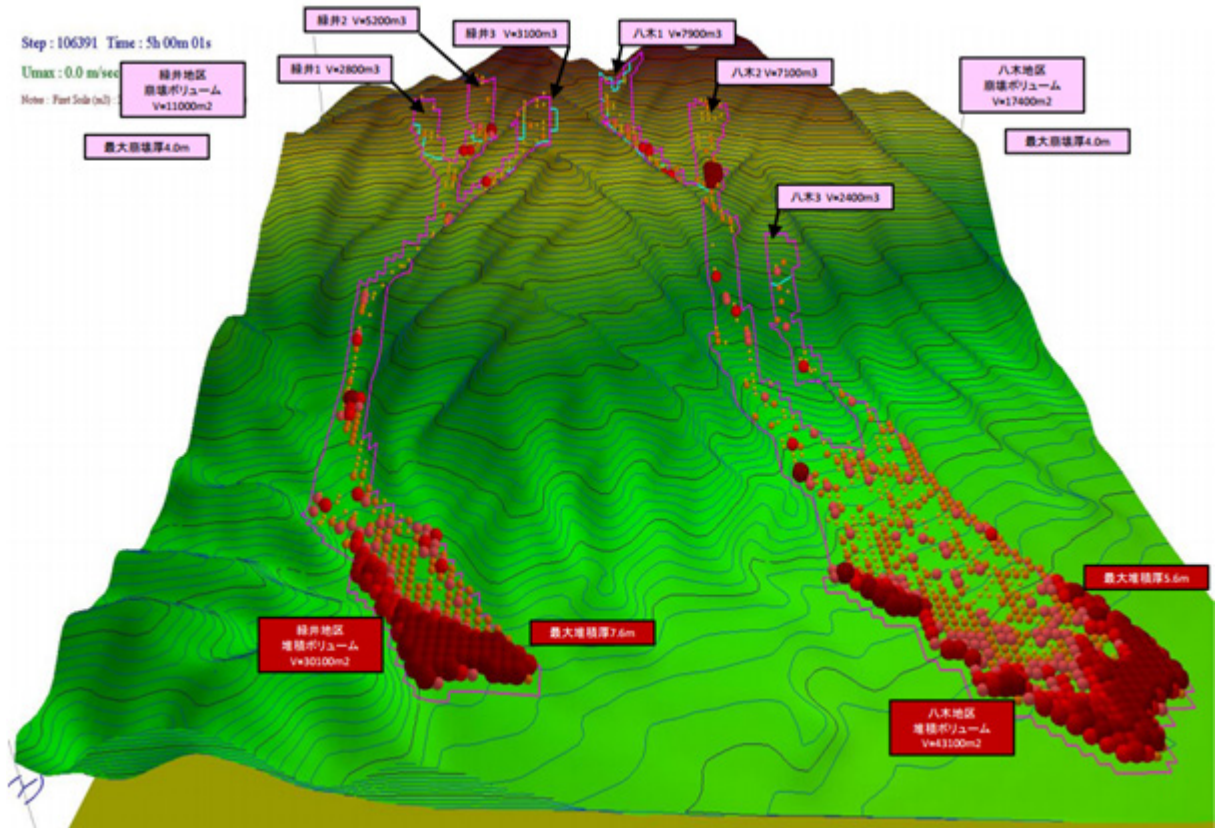 Step : 106391 Time : 5h 00m 01s
Umax : 0.0 m/sec
緑井地区
崩壊ボリューム
V=11000m2
最大崩壊厚4.0m
緑井1 V=2800m3
緑井2 V=5200m3
緑井3 V=3100m3
八木1 V=7900m3
八木2 V=7100m3
八木3 V=2400m3
八木地区
崩壊ボリューム
V=17400m2
最大崩壊厚4.0m
緑井地区
堆積ボリューム
V=30100m2
最大堆積厚7.6m
最大堆積厚5.6m
八木地区
堆積ボリューム
V=43100m2